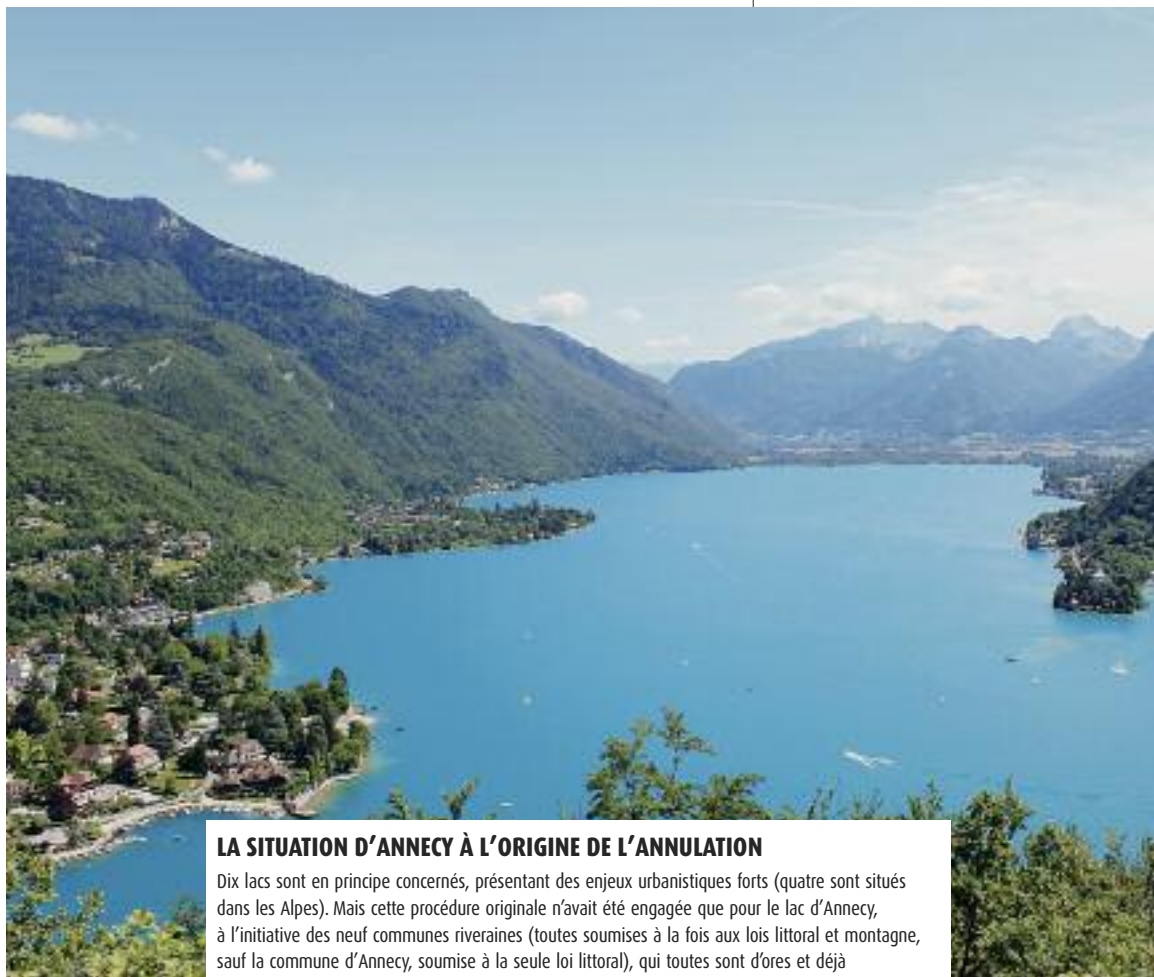 LA SITUATION D’ANNECY À L’ORIGINE DE L’ANNULATION
Dix lacs sont en principe concernés, présentant des enjeux urbanistiques forts (quatre sont situés
dans les Alpes). Mais cette procédure originale n’avait été engagée que pour le lac d’Annecy,
à l’initiative des neuf communes riveraines (toutes soumises à la fois aux lois littoral et montagne,
sauf la commune d’Annecy, soumise à la seule loi littoral), qui toutes sont d’ores et déjà